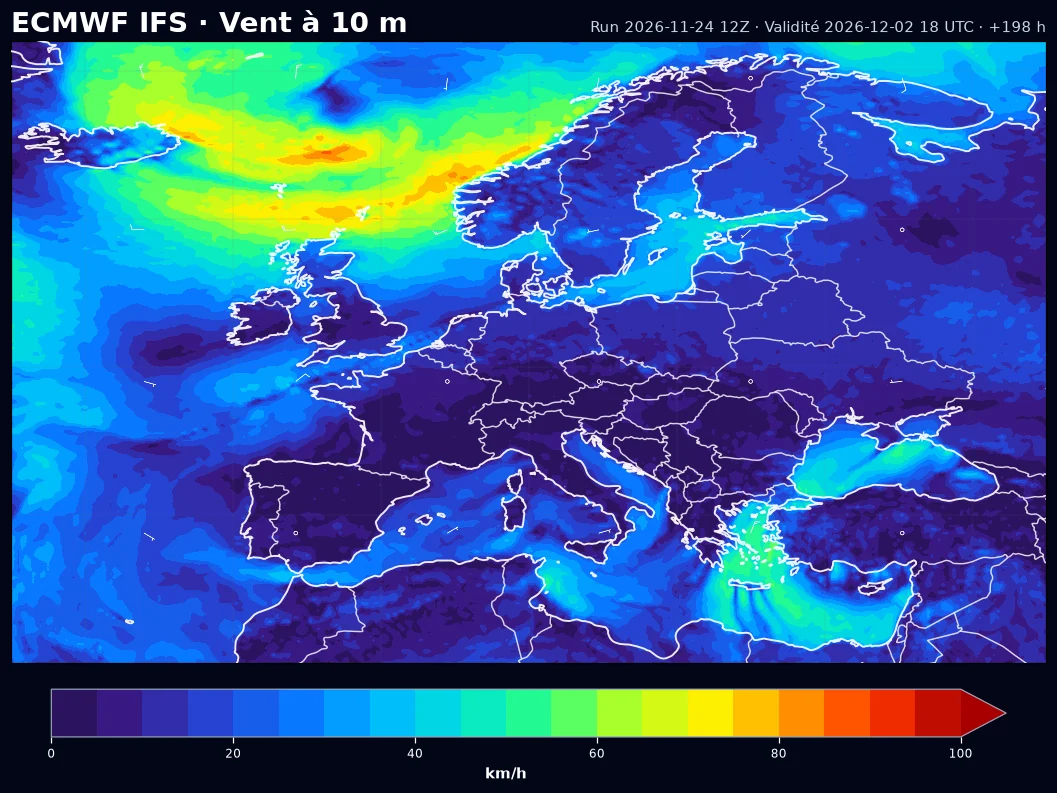 ECMWF IFS · Vent à 10 m
Run 2026-11-24 12Z · Validité 2026-12-02 18 UTC · +198 h
0 20 40 60 80 100
km/h